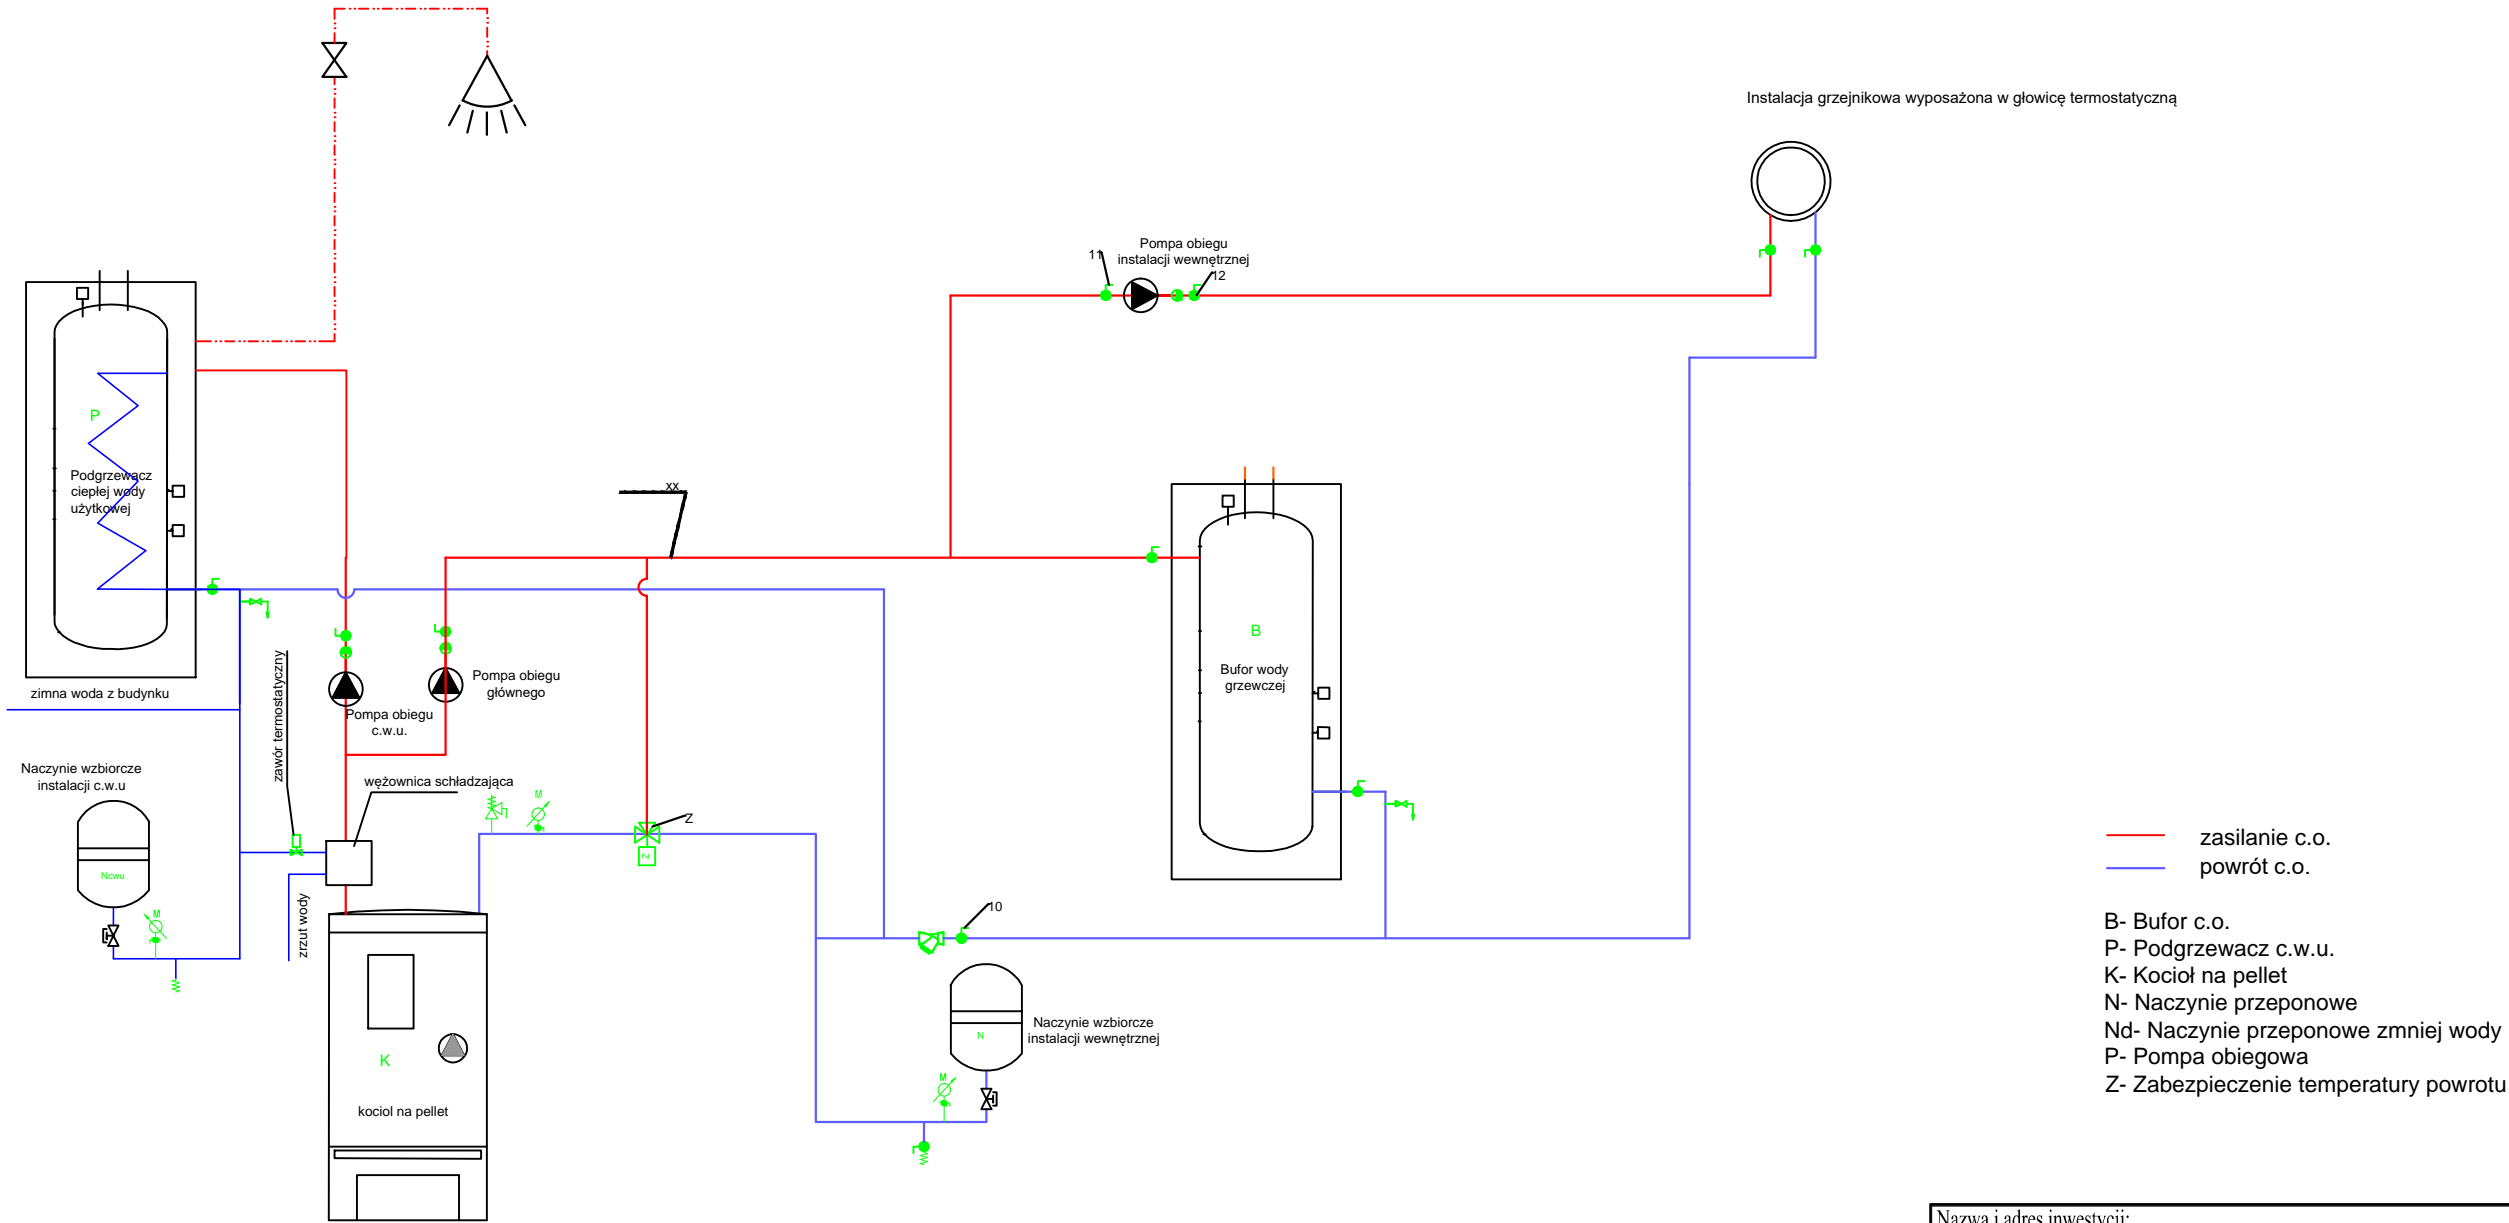 Instalacja grzejnikowa wyposażona w głowicę termostatyczną
11
Pompa obiegu
instalacji wewnętrznej
12
P
Podgrzewacz
ciepłej wody
użytkowej
xx
B
Bufor wody
grzewczej
zimna woda z budynku
zawór termostatyczny
Pompa obiegu
głównego
Pompa obiegu
c.w.u.
Naczynie wzbiorcze
instalacji c.w.u
wężownica schładzająca
M
Z
N
Ncwu
M
zrzut wody
10
K
kociol na pellet
N
Naczynie wzbiorcze
instalacji wewnętrznej
M
zasilanie c.o.
powrót c.o.
B- Bufor c.o.
P- Podgrzewacz c.w.u.
K- Kocioł na pellet
N- Naczynie przeponowe
Nd- Naczynie przeponowe zmniej wody
P- Pompa obiegowa
Z- Zabezpieczenie temperatury powrotu
Nazwa i adres inwestycji: